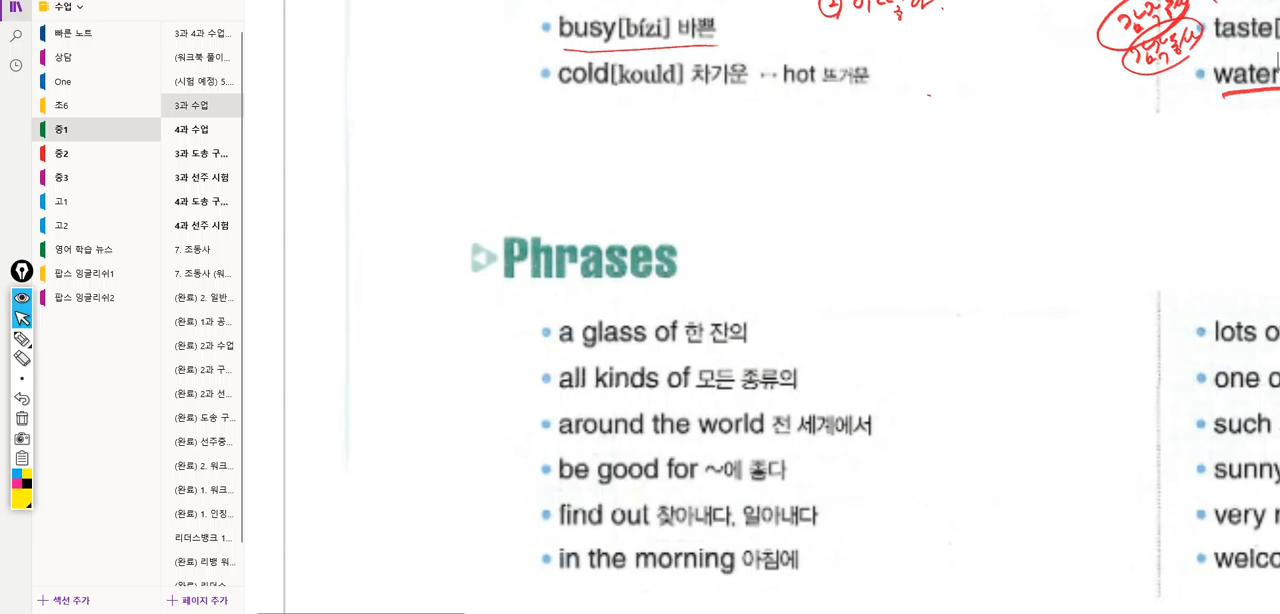 수업
빠른 노트
상담
One
초6
중1
중2
중3
고1
고2
영어 학습 뉴스
팝스 잉글리쉬1
팝스 잉글리쉬2
섹션 추가
3과 4과 수업...
(워크북 풀이...
(시험 예정) 5....
3과 수업
4과 수업
3과 도송 구...
3과 선주 시험
4과 도송 구...
4과 선주 시험
7. 조동사
7. 조동사 (워...
(완료) 2. 일반...
(완료) 1과 공...
(완료) 2과 수업
(완료) 2과 구...
(완료) 2과 선...
(완료) 도송 구...
(완료) 선주중...
(완료) 2. 워크...
(완료) 1. 워크...
(완료) 1. 인칭...
리더스뱅크 1...
(완료) 리뱅 워...
페이지 추가
busy[bízi] 바쁜
cold[kould] 차가운 ↔ hot 뜨거운
Phrases
a glass of 한 잔의
all kinds of 모든 종류의
around the world 전 세계에서
be good for ~에 좋다
find out 찾아내다, 알아내다
in the morning 아침에
taste[
water
lots o
one o
such
sunny
very
welco